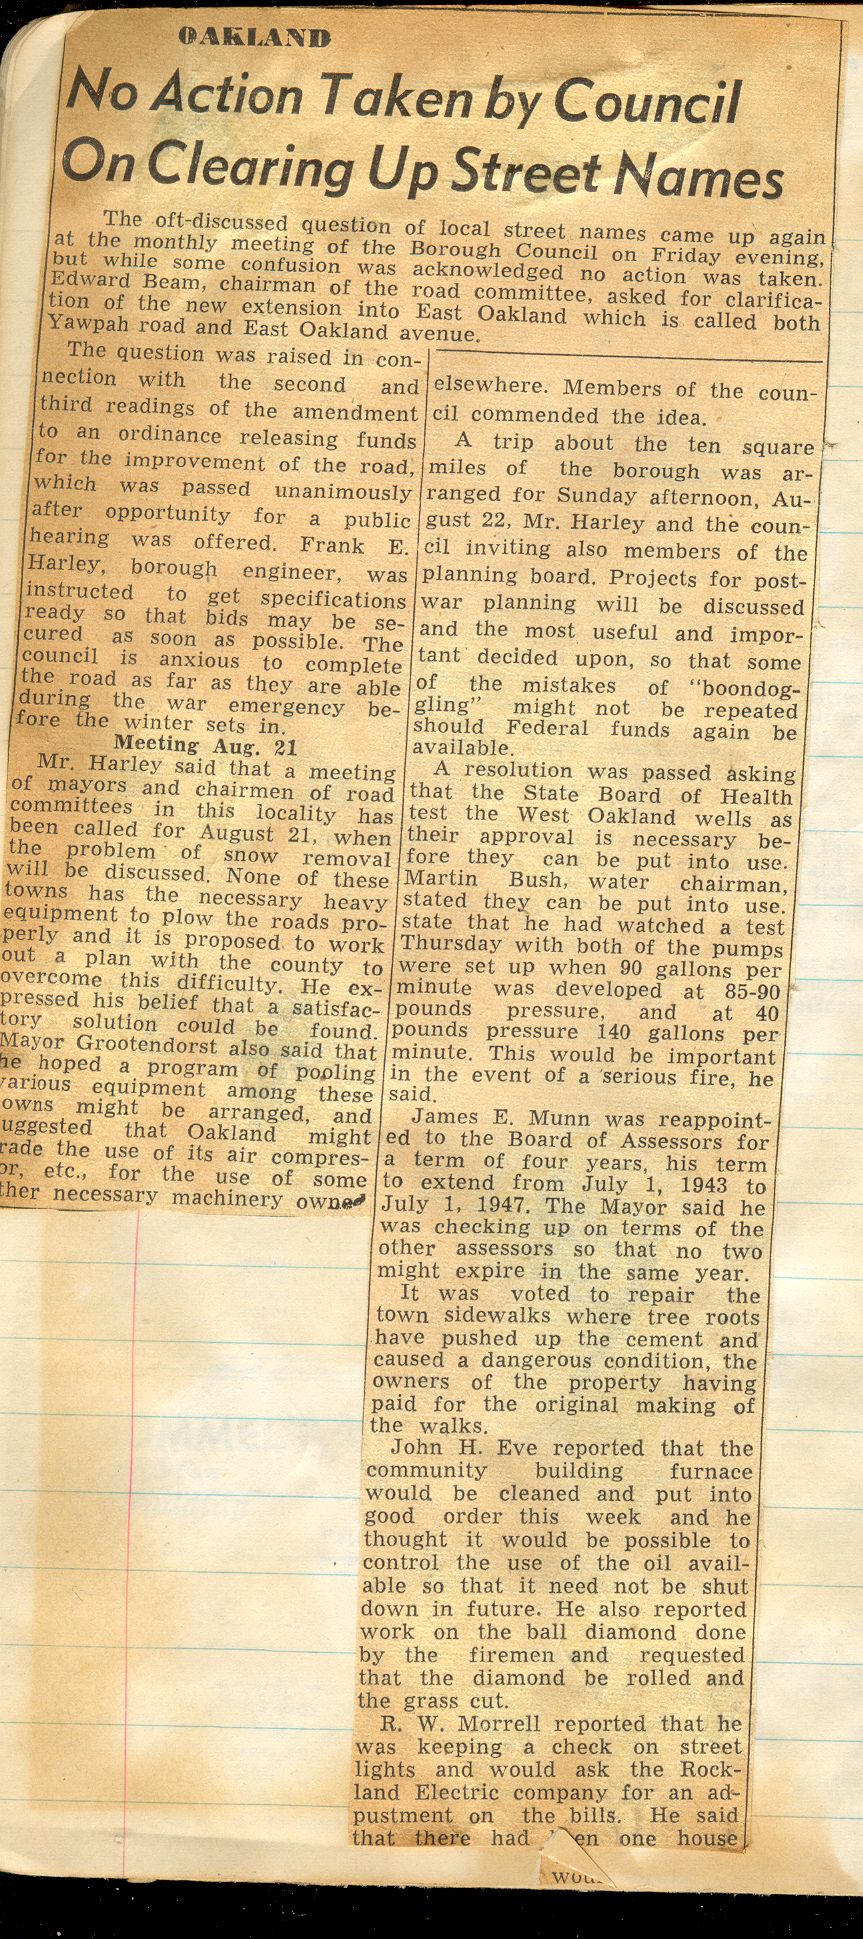 OAKLAND
No Action Taken by Council
On Clearing Up Street Names
The oft-discussed question of local street names came up again
at the monthly meeting of the Borough Council on Friday evening,
but while some confusion was acknowledged no action was taken.
Edward Beam, chairman of the road committee, asked for clarifica-
tion of the new extension into East Oakland which is called both
Yawpah road and East Oakland avenue.
The question was raised in con-
nection with the second and
third readings of the amendment
to an ordinance releasing funds
for the improvement of the road,
which was passed unanimously
after opportunity for a public
hearing was offered. Frank E.
Harley, borough engineer, was
instructed to get specifications
ready so that bids may be se-
cured as soon as possible. The
council is anxious to complete
the road as far as they are able
during the war emergency be-
fore the winter sets in.
Meeting Aug. 21
Mr. Harley said that a meeting
of mayors and chairmen of road
committees in this locality has
been called for August 21, when
the problem of snow removal
will be discussed. None of these
towns has the necessary heavy
equipment to plow the roads pro-
perly and it is proposed to work
out a plan with the county to
overcome this difficulty. He ex-
pressed his belief that a satisfac-
tory solution could be found.
Mayor Grootendorst also said that
he hoped a program of pooling
various equipment among these
owns might be arranged, and
uggested that Oakland might
rade the use of its air compres-
or, etc., for the use of some
ther necessary machinery owned
elsewhere. Members of the coun-
cil commended the idea.
A trip about the ten square
miles of the borough was ar-
ranged for Sunday afternoon, Au-
gust 22, Mr. Harley and the coun-
cil inviting also members of the
planning board. Projects for post-
war planning will be discussed
and the most useful and impor-
tant decided upon, so that some
of the mistakes of "boondog-
gling" might not be repeated
should Federal funds again be
available.
A resolution was passed asking
that the State Board of Health
test the West Oakland wells as
their approval is necessary be-
fore they can be put into use.
Martin Bush, water chairman,
stated they can be put into use.
state that he had watched a test
Thursday with both of the pumps
were set up when 90 gallons per
minute was developed at 85-90
pounds pressure, and at 40
pounds pressure 140 gallons per
minute. This would be important
in the event of a serious fire, he
said.
James E. Munn was reappoint-
ed to the Board of Assessors for
a term of four years, his term
to extend from July 1, 1943 to
July 1, 1947. The Mayor said he
was checking up on terms of the
other assessors so that no two
might expire in the same year.
It was voted to repair the
town sidewalks where tree roots
have pushed up the cement and
caused a dangerous condition, the
owners of the property having
paid for the original making of
the walks.
John H. Eve reported that the
community building furnace
would be cleaned and put into
good order this week and he
thought it would be possible to
control the use of the oil avail-
able so that it need not be shut
down in future. He also reported
work on the ball diamond done
by the firemen and requested
that the diamond be rolled and
the grass cut.
R. W. Morrell reported that he
was keeping a check on street
lights and would ask the Rock-
land Electric company for an ad-
pustment on the bills. He said
that there had en one house